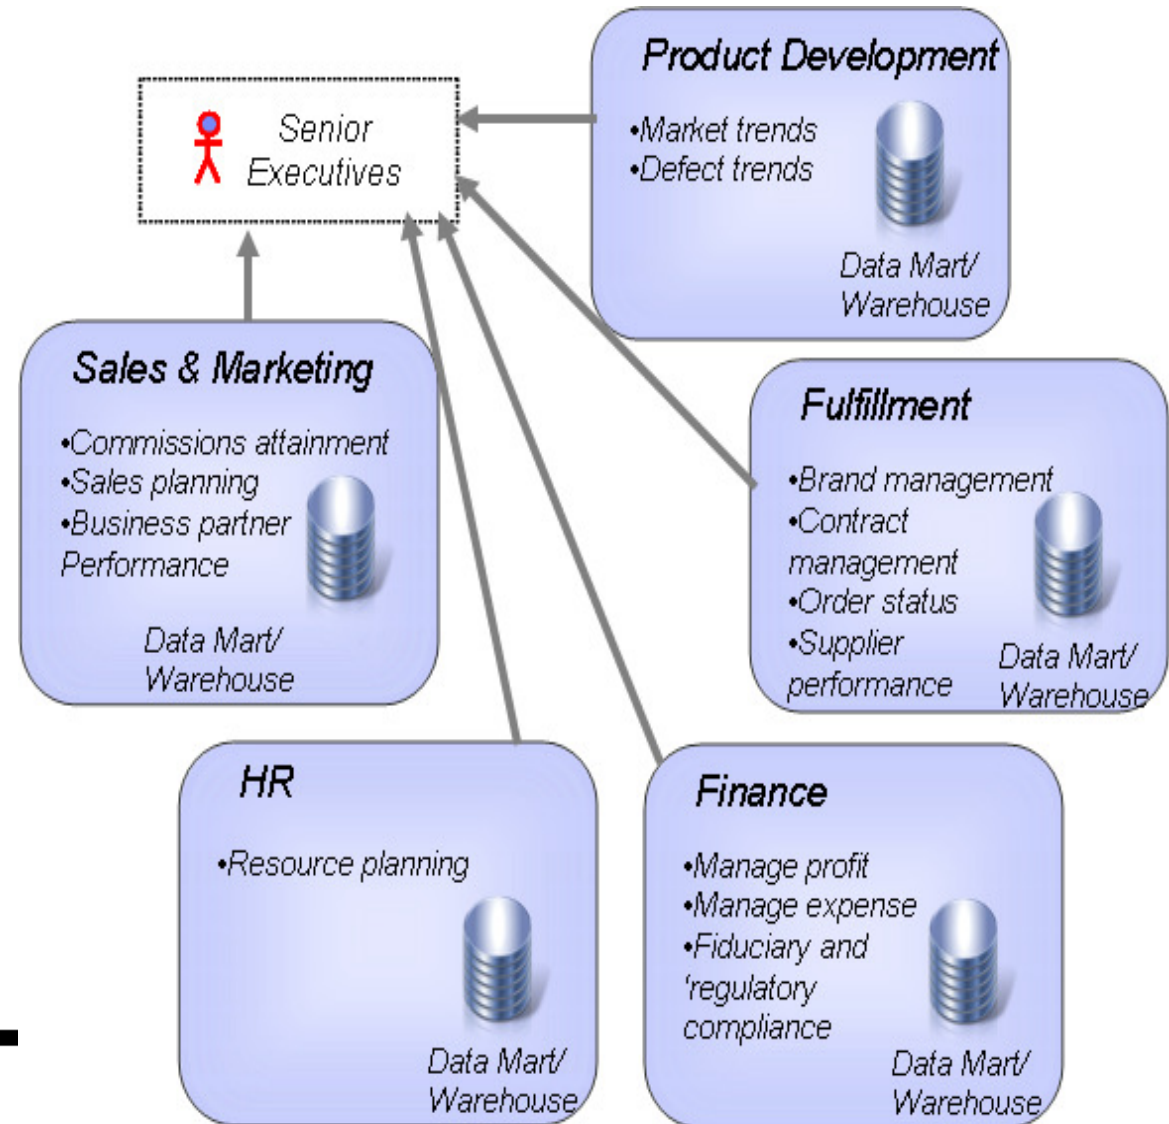 Product Development
•Market trends
•Defect trends
Data Mart/
Warehouse
Senior
Executives
Sales & Marketing
•Commissions attainment
•Sales planning
•Business partner
Performance
Data Mart/
Warehouse
Fulfillment
•Brand management
•Contract
management
•Order status
•Supplier
performance
Data Mart/
Warehouse
HR
•Resource planning
Data Mart/
Warehouse
Finance
•Manage profit
•Manage expense
•Fiduciary and
‘regulatory
compliance
Data Mart/
Warehouse